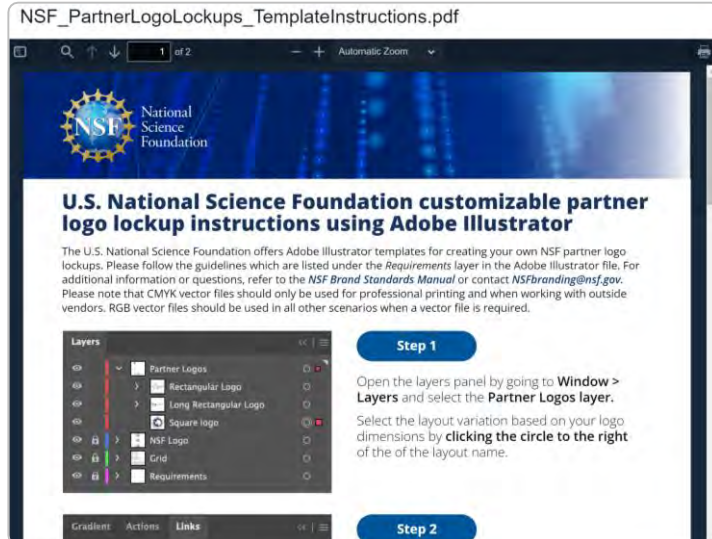 NSF_PartnerLogoLockups_TemplateInstructions.pdf
1 of 2
Automatic Zoom
NSF
National
Science
Foundation
U.S. National Science Foundation customizable partner
logo lockup instructions using Adobe Illustrator
The U.S. National Science Foundation offers Adobe Illustrator templates for creating your own NSF partner logo
lockups. Please follow the guidelines which are listed under the Requirements layer in the Adobe Illustrator file. For
additional information or questions, refer to the NSF Brand Standards Manual or contact NSFbranding@nsf.gov.
Please note that CMYK vector files should only be used for professional printing and when working with outside
vendors. RGB vector files should be used in all other scenarios when a vector file is required.
Layers
Partner Logos
Rectangular Logo
Long Rectangular Logo
Square logo
NSF Logo
Grid
Requirements
Step 1
Open the layers panel by going to Window >
Layers and select the Partner Logos layer.
Select the layout variation based on your logo
dimensions by clicking the circle to the right
of the of the layout name.
Gradient Actions Links
Step 2